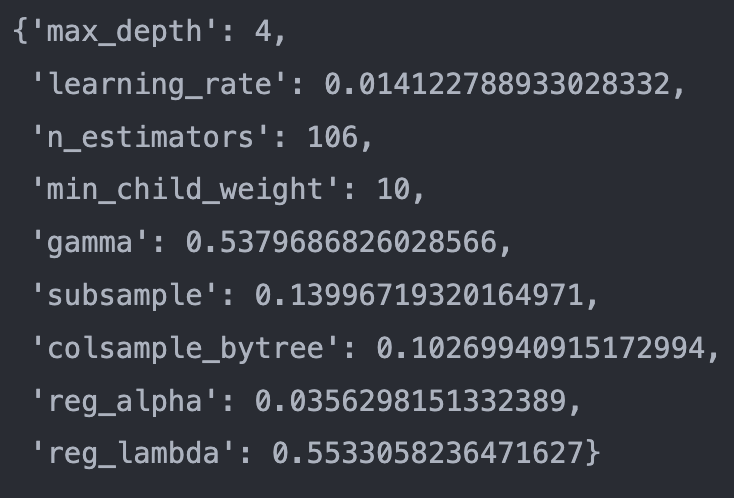 {'max_depth': 4,
'learning_rate': 0.014122788933028332,
'n_estimators': 106,
'min_child_weight': 10,
'gamma': 0.5379686826028566,
'subsample': 0.13996719320164971,
'colsample_bytree': 0.10269940915172994,
'reg_alpha': 0.0356298151332389,
'reg_lambda': 0.5533058236471627}